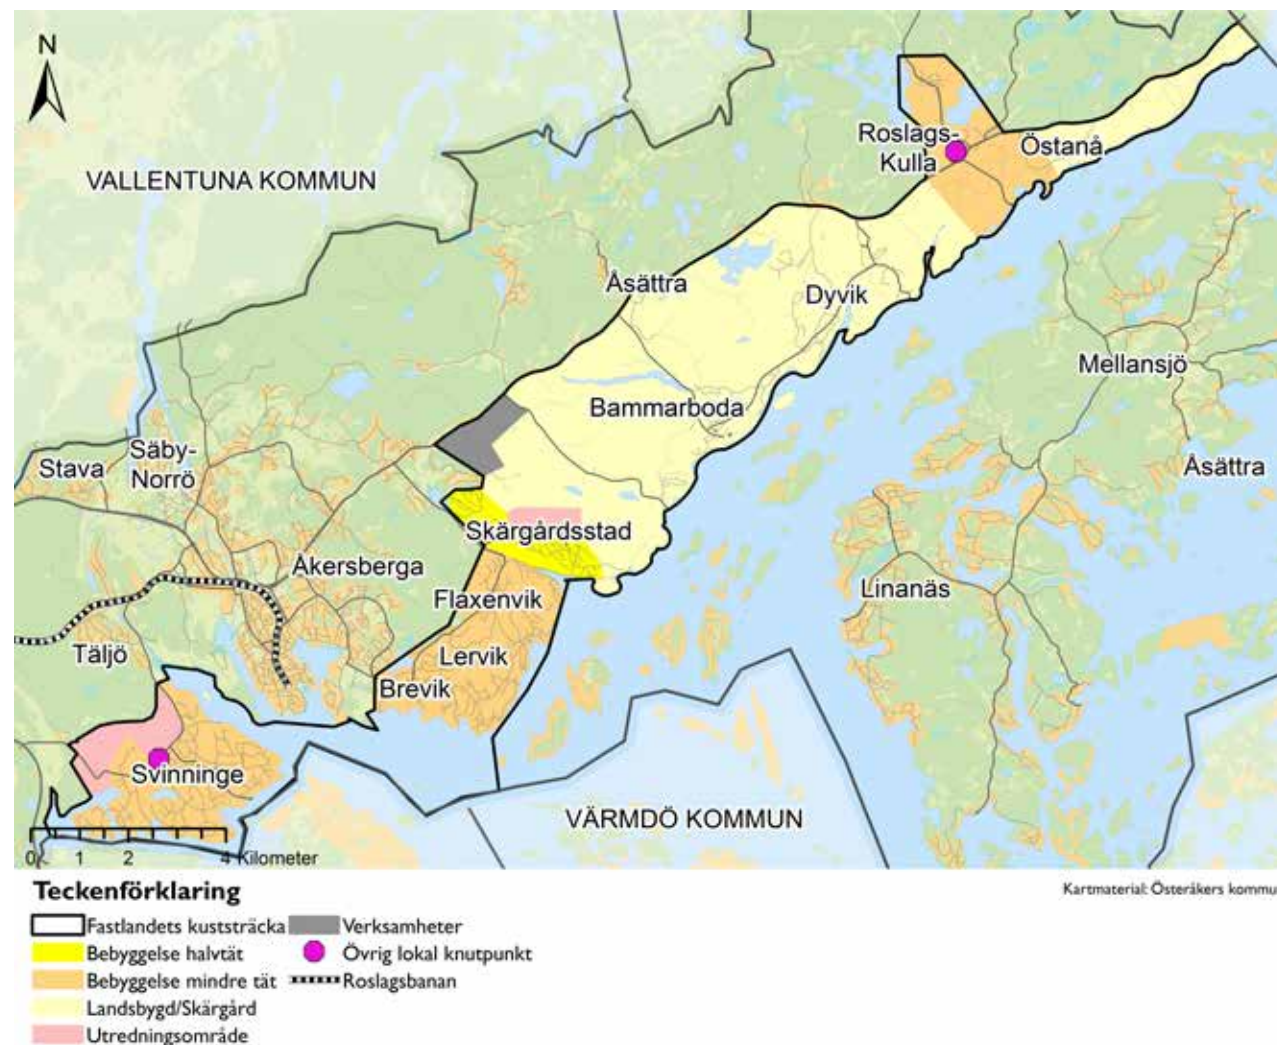 N
VALLENTUNA KOMMUN
Roslags-
Kulla
Östanå
Åsättra
Dyvik
Mellansjö
Bammarboda
Säby-
Norrö
Stava
Åsättra
Skärgårdsstad
Åkersberga
Linanäs
Flaxenvik
Täljö
Lervik
Brevik
Svinninge
VÄRMDÖ KOMMUN
0 1 2 4 Kilometer
Teckenförklaring
Kartmaterial: Österåkers kommu
Fastlandets kuststräcka
Verksamheter
Bebyggelse halvtät
Övrig lokal knutpunkt
Bebyggelse mindre tät
Roslagsbanan
Landsbygd/Skärgård
Utredningsområde